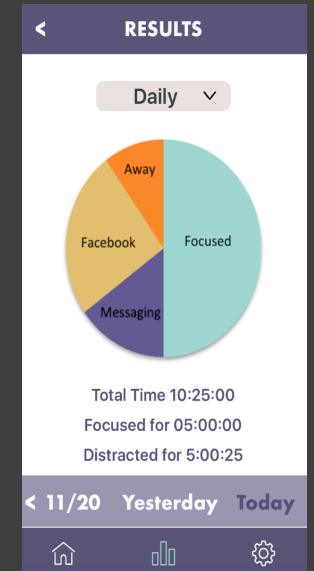 < RESULTS
Daily
Away
Facebook
Focused
Messaging
Total Time 10:25:00
Focused for 05:00:00
Distracted for 5:00:25
< 11/20 Yesterday Today